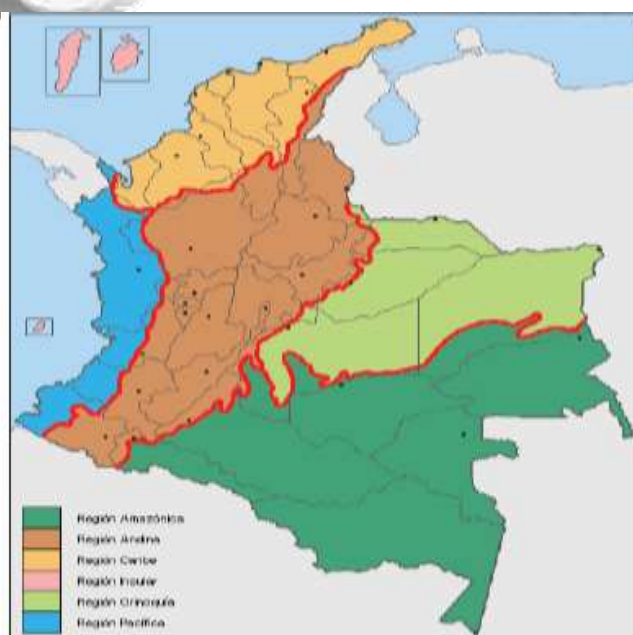 Región Amazónica
Región Andina
Región Caribe
Región Insular
Región Orinoquía
Región Pacífica